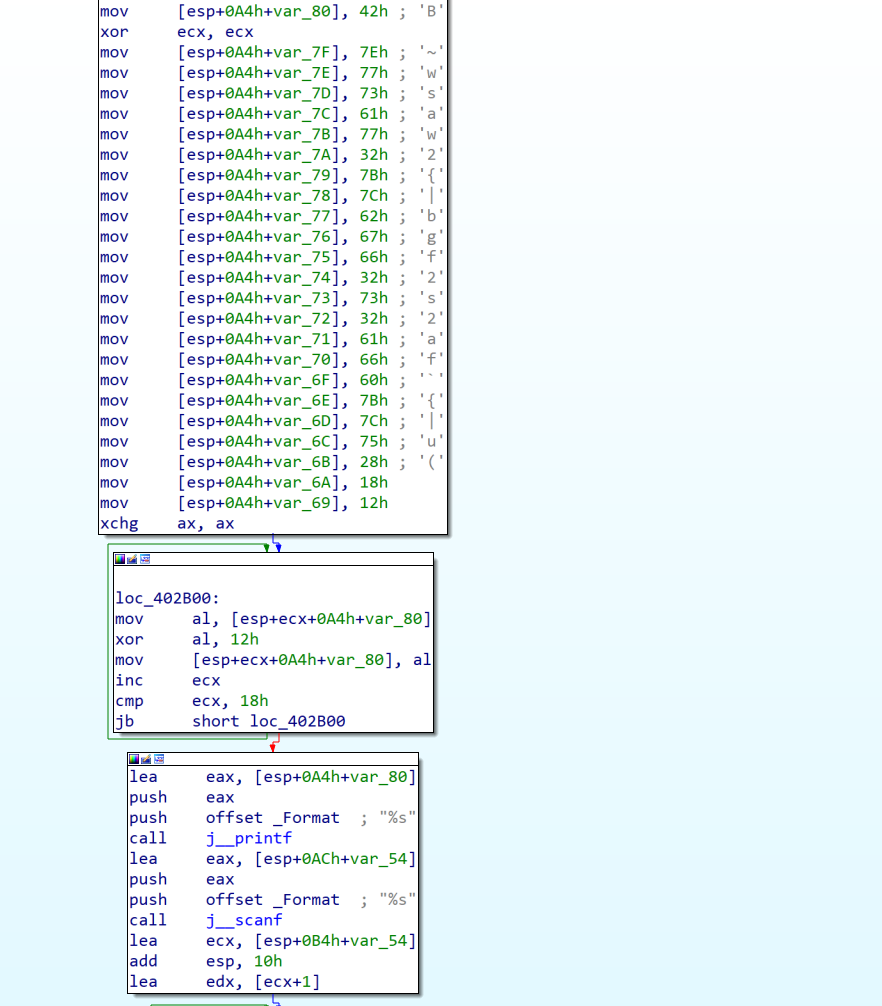 mov [esp+0A4h+var_80], 42h ; 'B'
xor ecx, ecx
mov [esp+0A4h+var_7F], 7Eh ; '~'
mov [esp+0A4h+var_7E], 77h ; 'w'
mov [esp+0A4h+var_7D], 73h ; 's'
mov [esp+0A4h+var_7C], 61h ; 'a'
mov [esp+0A4h+var_7B], 77h ; 'w'
mov [esp+0A4h+var_7A], 32h ; '2'
mov [esp+0A4h+var_79], 7Bh ; '{'
mov [esp+0A4h+var_78], 7Ch ; '|'
mov [esp+0A4h+var_77], 62h ; 'b'
mov [esp+0A4h+var_76], 67h ; 'g'
mov [esp+0A4h+var_75], 66h ; 'f'
mov [esp+0A4h+var_74], 32h ; '2'
mov [esp+0A4h+var_73], 73h ; 's'
mov [esp+0A4h+var_72], 32h ; '2'
mov [esp+0A4h+var_71], 61h ; 'a'
mov [esp+0A4h+var_70], 66h ; 'f'
mov [esp+0A4h+var_6F], 60h ; '`'
mov [esp+0A4h+var_6E], 7Bh ; '{'
mov [esp+0A4h+var_6D], 7Ch ; '|'
mov [esp+0A4h+var_6C], 75h ; 'u'
mov [esp+0A4h+var_6B], 28h ; '('
mov [esp+0A4h+var_6A], 18h
mov [esp+0A4h+var_69], 12h
xchg ax, ax
loc_402B00:
mov al, [esp+ecx+0A4h+var_80]
xor al, 12h
mov [esp+ecx+0A4h+var_80], al
inc ecx
cmp ecx, 18h
jb short loc_402B00
lea eax, [esp+0A4h+var_80]
push eax
push offset _Format ; "%s"
call j__printf
lea eax, [esp+0ACh+var_54]
push eax
push offset _Format ; "%s"
call j__scanf
lea ecx, [esp+0B4h+var_54]
add esp, 10h
lea edx, [ecx+1]